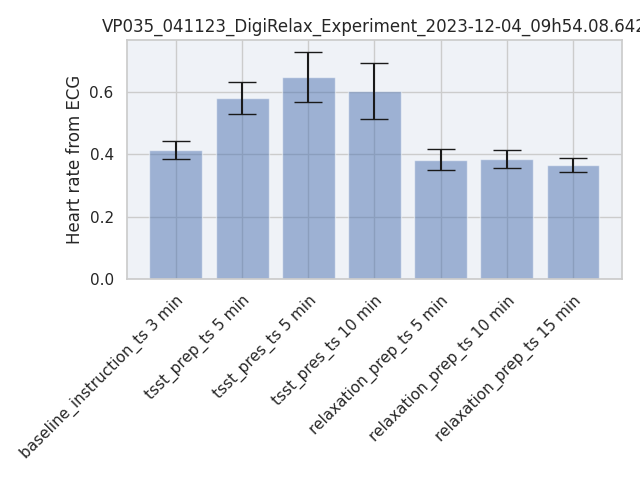 VP035_041123_DigiRelax_Experiment_2023-12-04_09h54.08.642
Heart rate from ECG
0.6
0.4
0.2
0.0
baseline_instruction_ts 3 min
tsst_prep_ts 5 min
tsst_pres_ts 5 min
tsst_pres_ts 10 min
relaxation_prep_ts 5 min
relaxation_prep_ts 10 min
relaxation_prep_ts 15 min